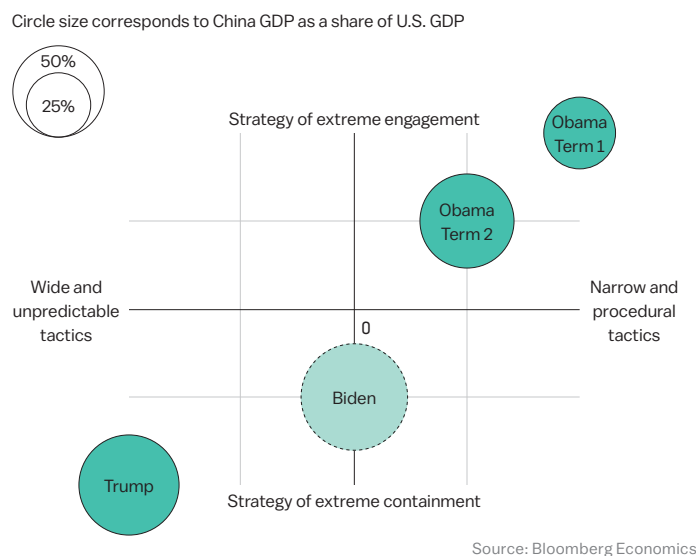 Circle size corresponds to China GDP as a share of U.S. GDP
50%
25%
Strategy of extreme engagement
Obama
Term 1
Obama
Term 2
Wide and
unpredictable
tactics
Narrow and
procedural
tactics
0
Biden
Trump
Strategy of extreme containment
Source: Bloomberg Economics